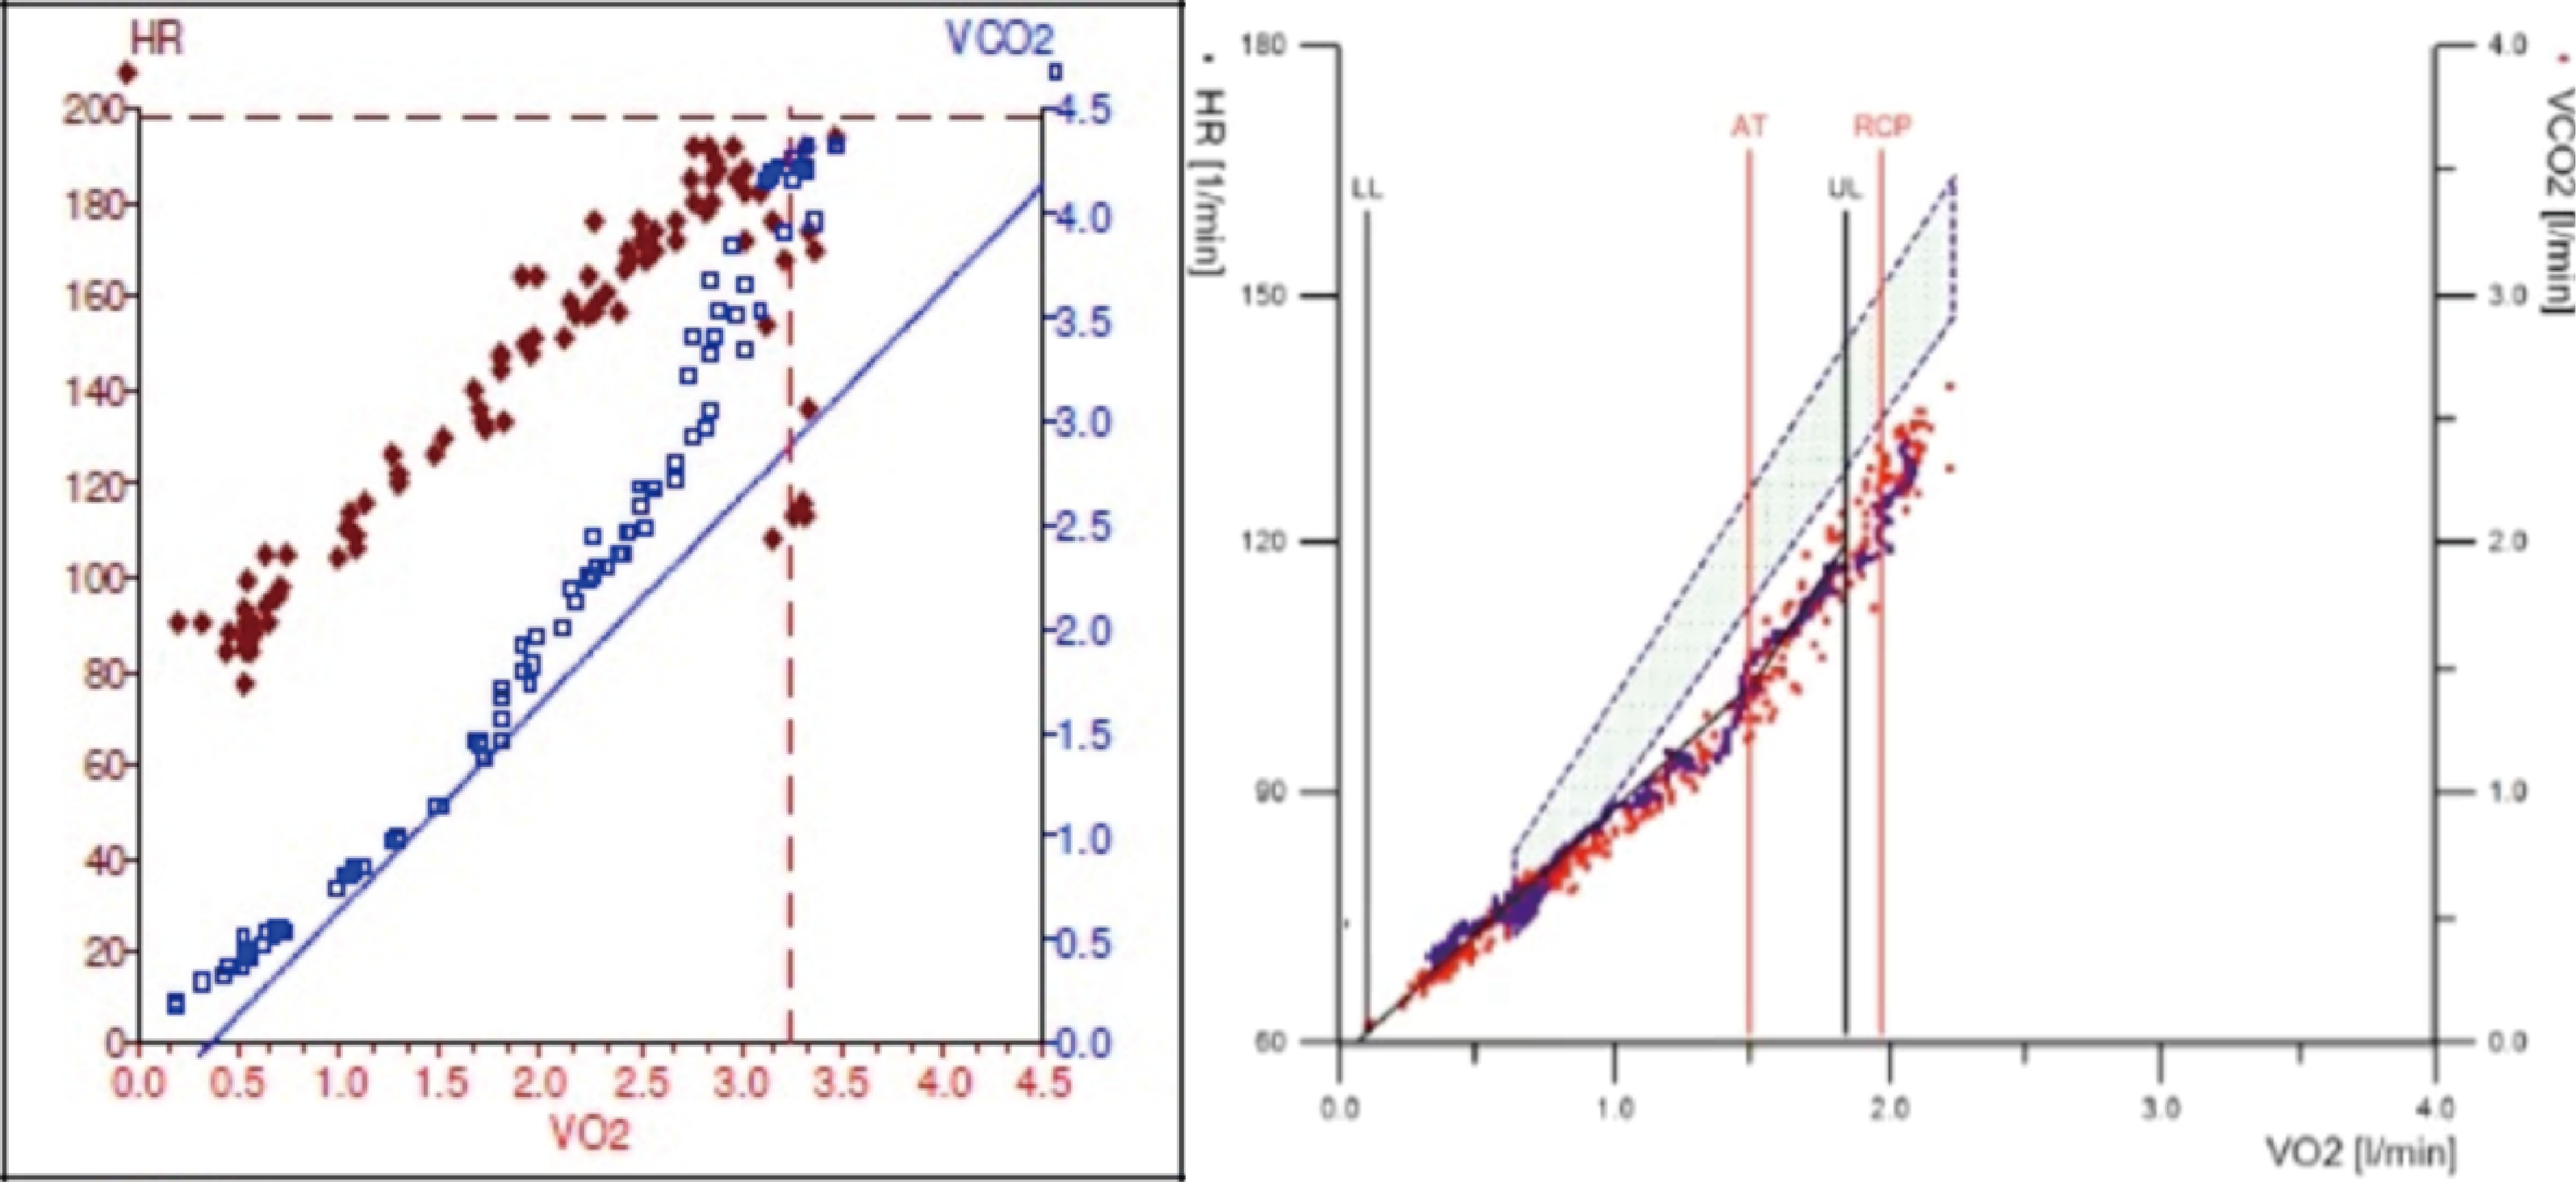 HR VCO2
200 4.5
180 4.0
160 3.5
140 3.0
120 2.5
100 2.0
80 1.5
60 1.0
40 0.5
20 0.0
0
0.0 0.5 1.0 1.5 2.0 2.5 3.0 3.5 4.0 4.5
VO2
HR [1/min]
180 4.0
AT RCP
LL UL
150 3.0
120 2.0
90 1.0
60 0.0
VCO2 [l/min]
0.0 1.0 2.0 3.0 4.0
VO2 [l/min]